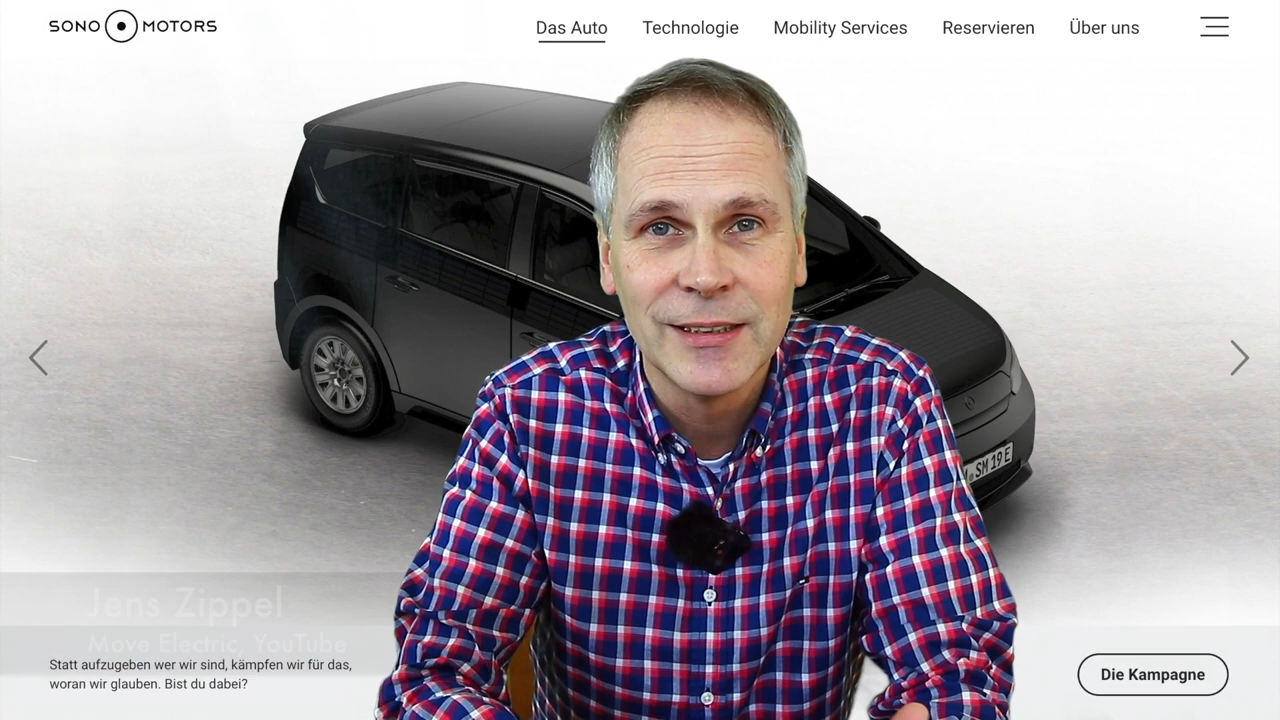 SONO MOTORS
Das Auto Technologie Mobility Services Reservieren Über uns
SM 19 E
Jens Zippel
Move Electric, YouTube
Statt aufzugeben wer wir sind, kämpfen wir für das,
woran wir glauben. Bist du dabei?
Die Kampagne